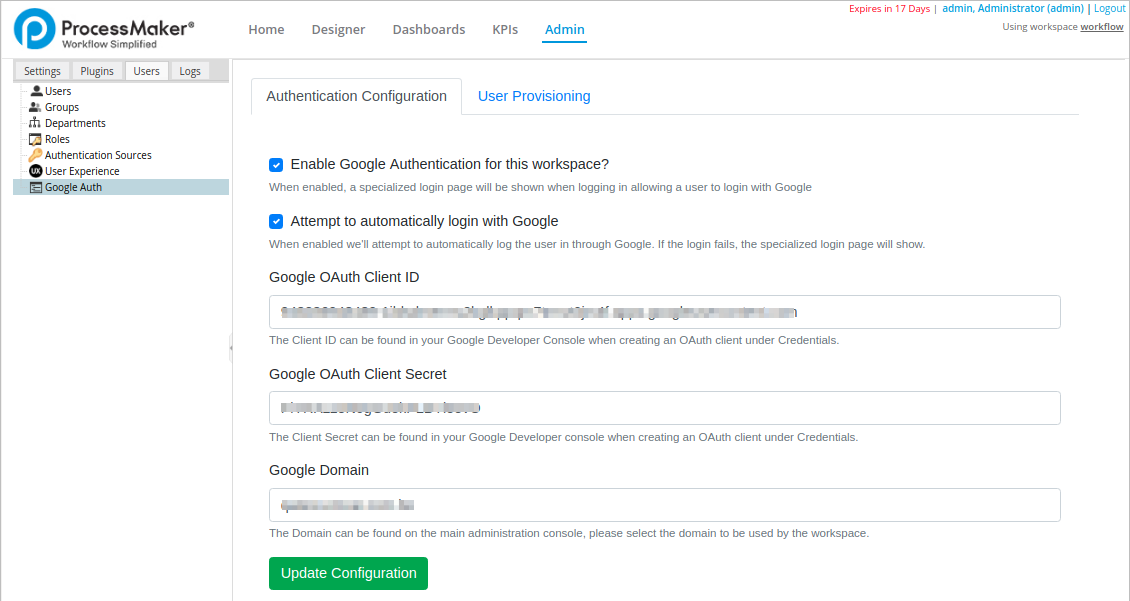 Expires in 17 Days | admin, Administrator (admin) | Logout
Using workspace workflow
ProcessMaker®
Workflow Simplified
Home Designer Dashboards KPIs Admin
Settings Plugins Users Logs
Users
Groups
Departments
Roles
Authentication Sources
UX User Experience
Google Auth
Authentication Configuration User Provisioning
Enable Google Authentication for this workspace?
When enabled, a specialized login page will be shown when logging in allowing a user to login with Google
Attempt to automatically login with Google
When enabled we'll attempt to automatically log the user in through Google. If the login fails, the specialized login page will show.
Google OAuth Client ID
The Client ID can be found in your Google Developer Console when creating an OAuth client under Credentials.
Google OAuth Client Secret
The Client Secret can be found in your Google Developer console when creating an OAuth client under Credentials.
Google Domain
The Domain can be found on the main administration console, please select the domain to be used by the workspace.
Update Configuration